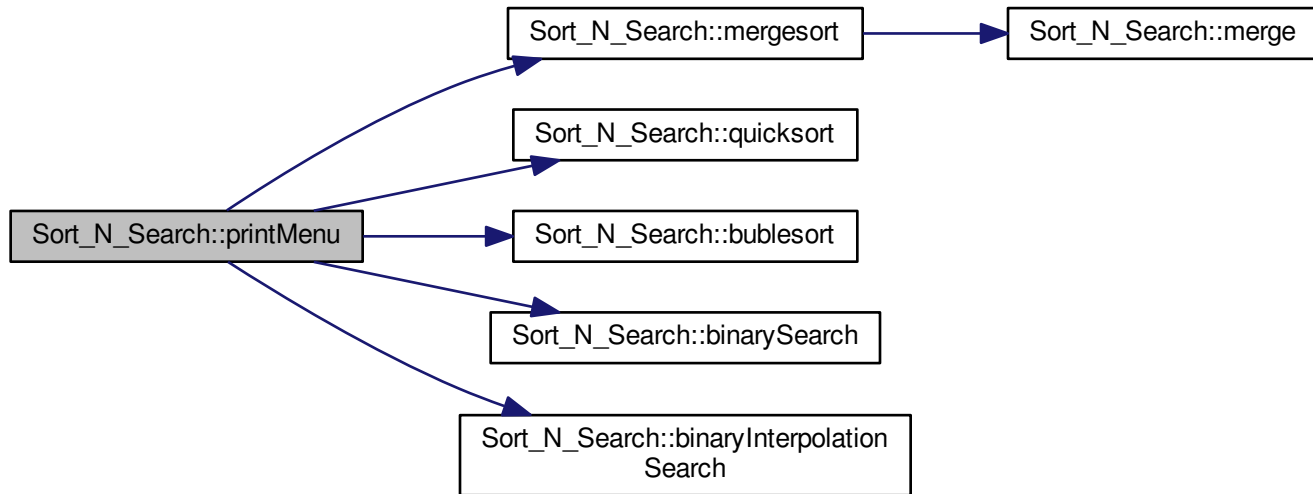 Sort_N_Search::mergesort
Sort_N_Search::merge
Sort_N_Search::quicksort
Sort_N_Search::printMenu
Sort_N_Search::bublesort
Sort_N_Search::binarySearch
Sort_N_Search::binaryInterpolation
Search